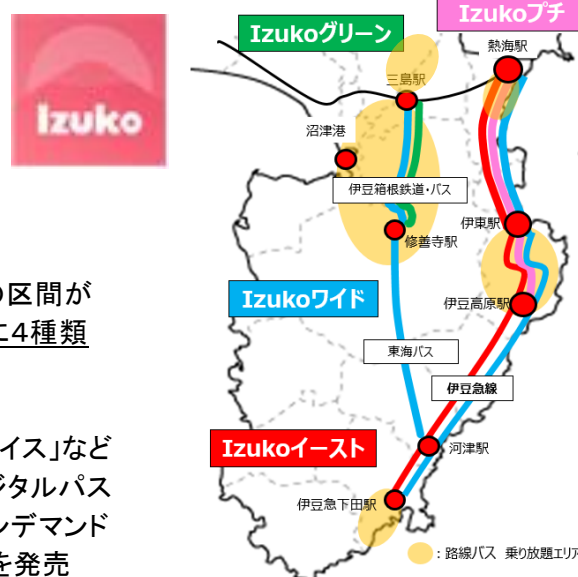 Izukoプチ
Izukoグリーン
熱海駅
izuko
三島駅
沼津港
伊豆箱根鉄道・バス
伊東駅
修善寺駅
の区間が
Izukoワイド
伊豆高原駅
に4種類
東海バス
伊豆急線
イス」など
Izukoイースト
河津駅
ジタルパス
伊豆急下田駅
ンデマンド
を発売
:路線バス 乗り放題エリア